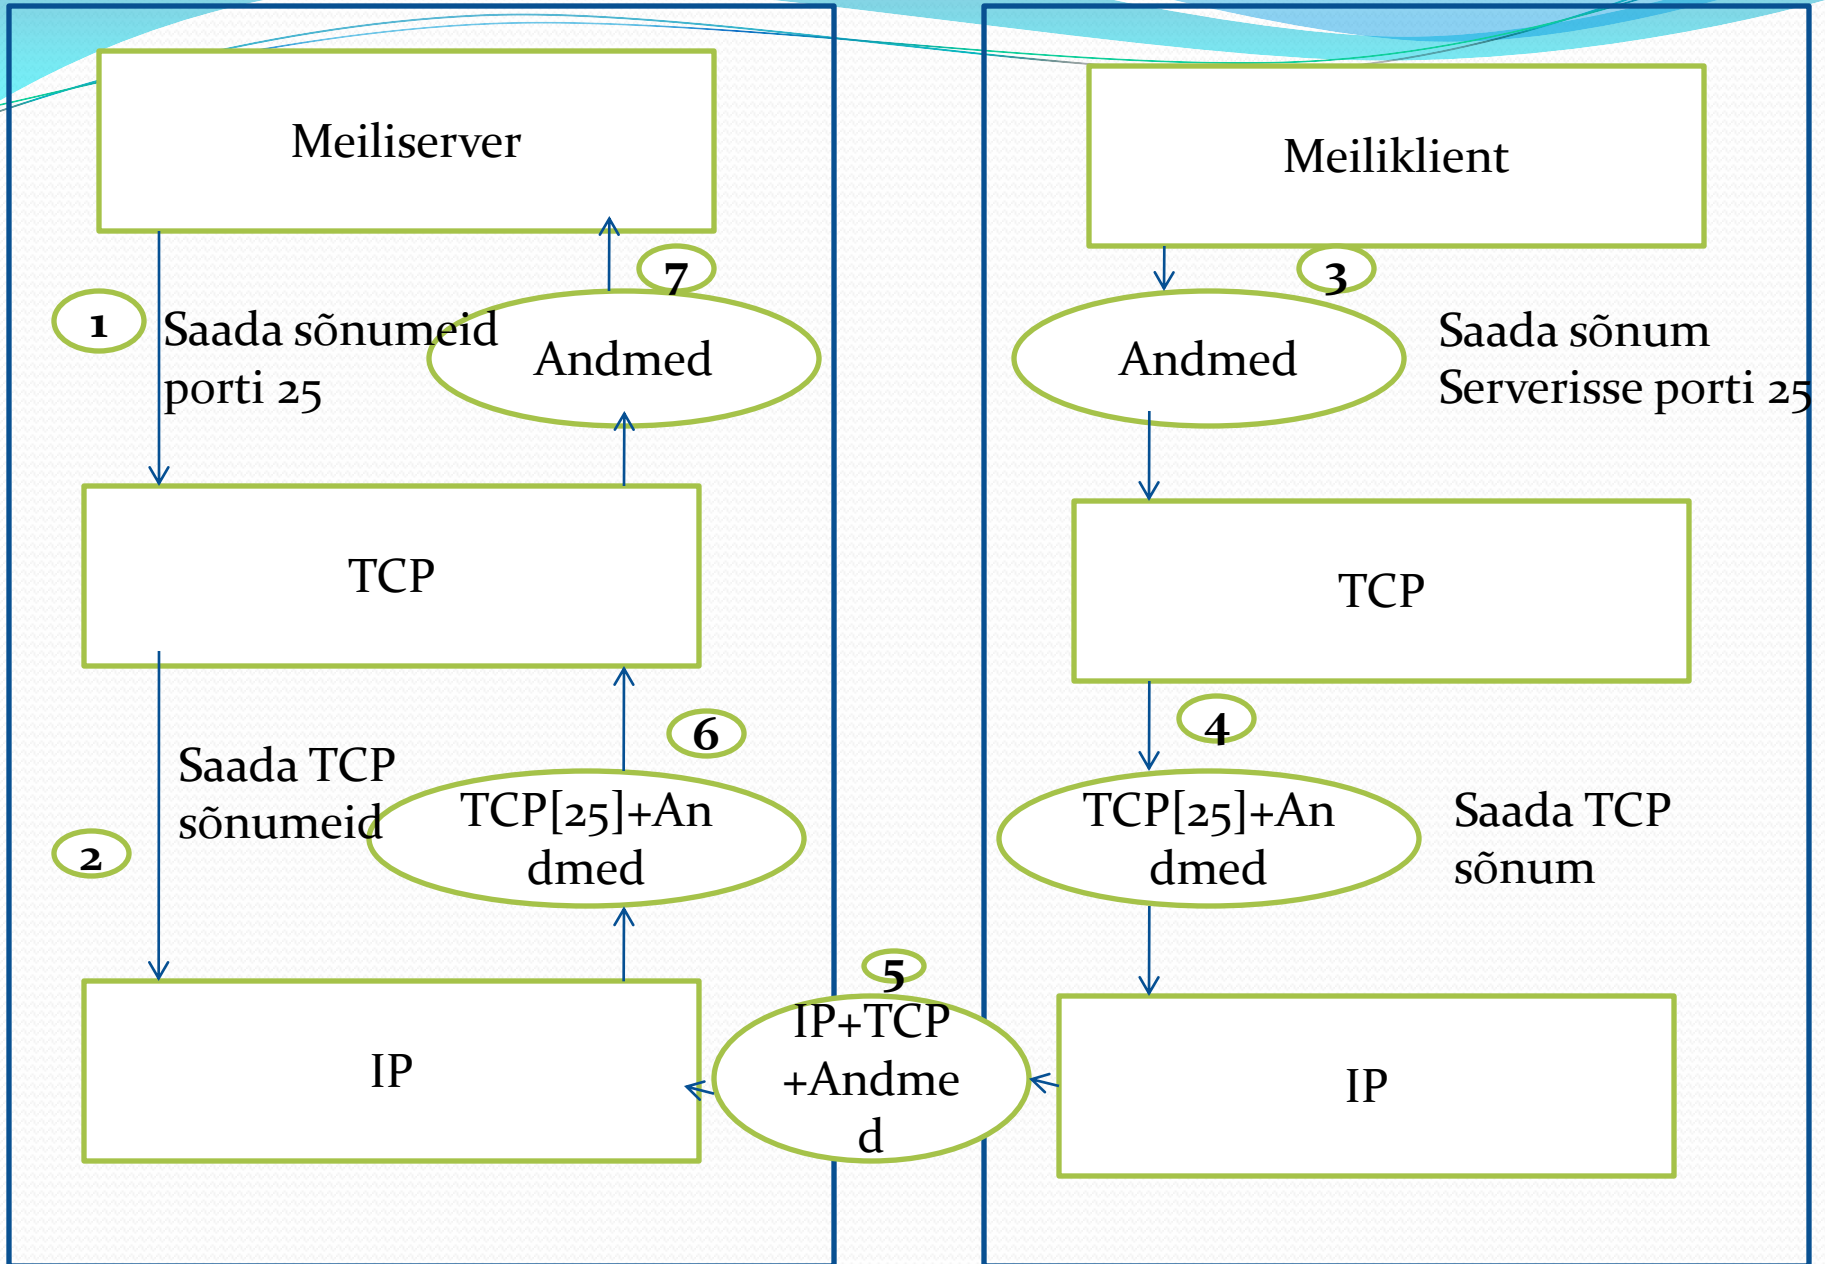 Meiliserver
1
Saada sõnumeid
porti 25
7
Andmed
TCP
2
Saada TCP
sõnumeid
6
TCP[25]+An
dmed
IP
5
IP+TCP
+Andme
d
Meiliklient
3
Andmed
Saada sõnum
Serverisse porti 25
TCP
4
TCP[25]+An
dmed
Saada TCP
sõnum
IP